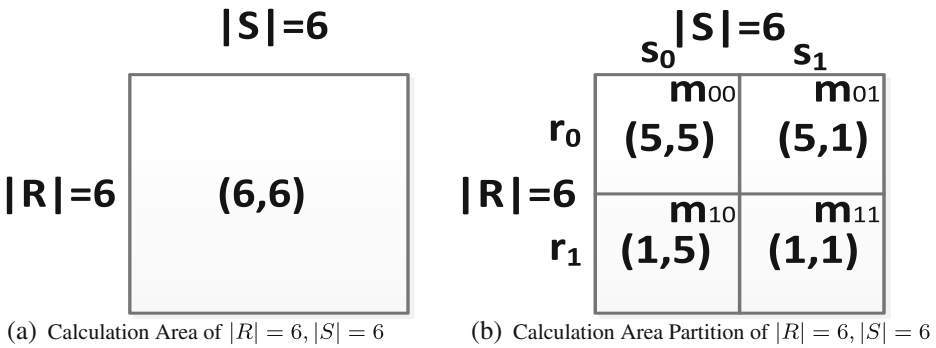 |S|=6
|R|=6
(6,6)
(a) Calculation Area of |R| = 6, |S| = 6
|S|=6
s0 s1
r0
m00 m01
(5,5) (5,1)
|R|=6
r1
m10 m11
(1,5) (1,1)
(b) Calculation Area Partition of |R| = 6, |S| = 6